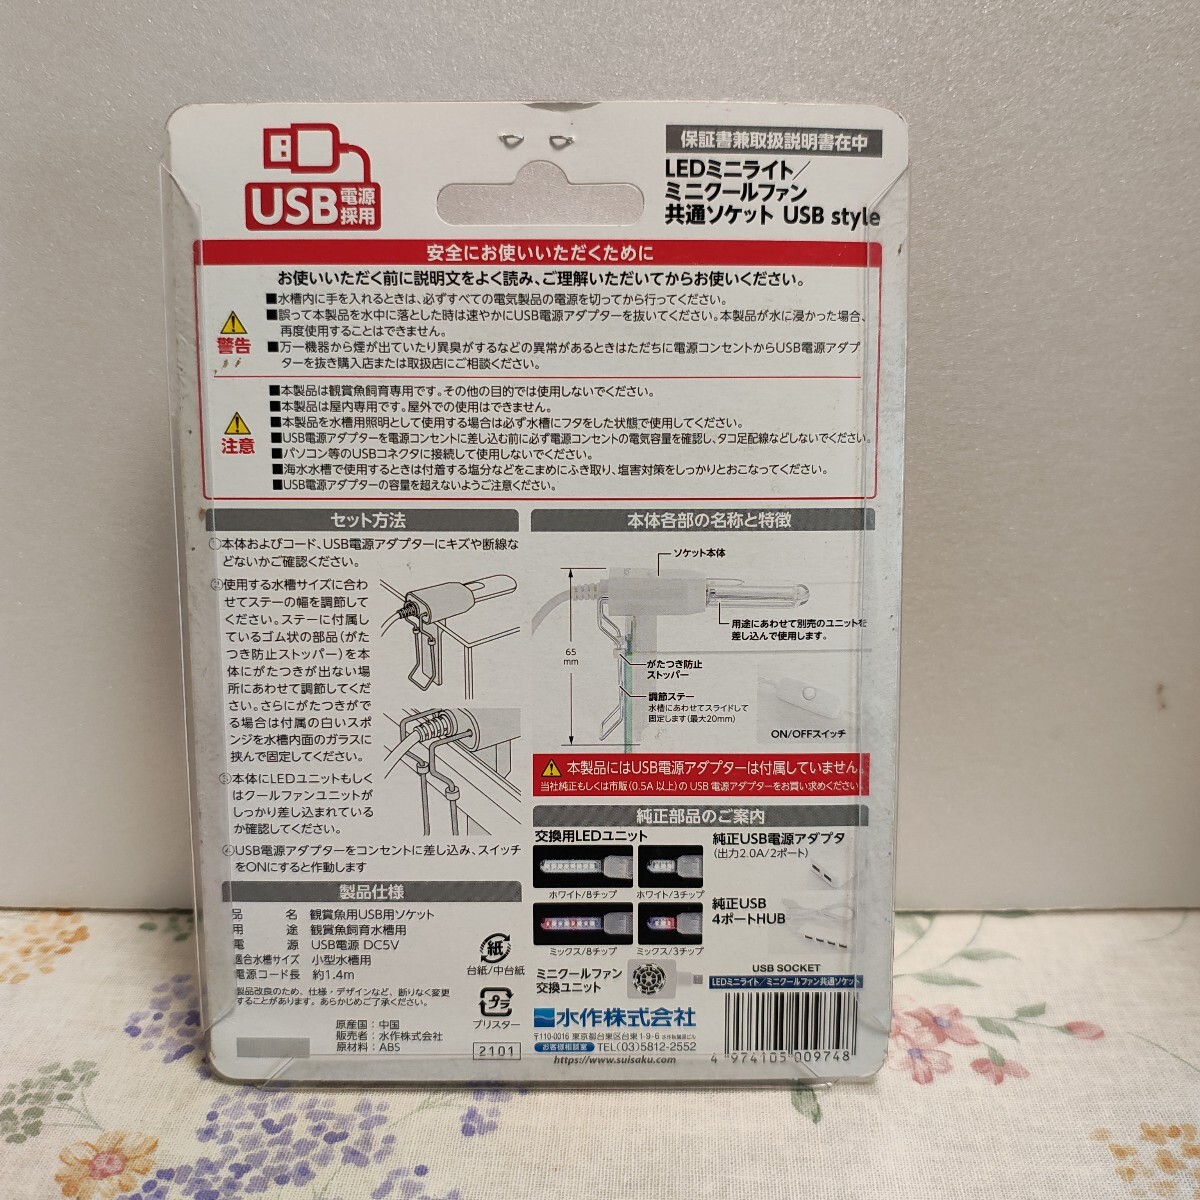 USB電源採用
保証書兼取扱説明書在中
LEDミニライト/
ミニクールファン
共通ソケット USB style
安全にお使いいただくために
お使いいただく前に説明文をよく読み、ご理解いただいてからお使いください。
警告
■水槽内に手を入れるときは、必ずすべての電気製品の電源を切ってから行ってください。
■誤って本製品を水中に落とした時は速やかにUSB電源アダプターを抜いてください。本製品が水に浸かった場合、
再度使用することはできません。
■万一機器から煙が出ていたり異臭がするなどの異常があるときはただちに電源コンセントからUSB電源アダプ
ターを抜き購入店または取扱店にご相談ください。
注意
■本製品は観賞魚飼育専用です。その他の目的では使用しないでください。
■本製品は屋内専用です。屋外での使用はできません。
■本製品を水槽用照明として使用する場合は必ず水槽にフタをした状態で使用してください。
■USB電源アダプターを電源コンセントに差し込む前に必ず電源コンセントの電気容量を確認し、タコ足配線などしないでください。
■パソコン等のUSBコネクタに接続して使用しないでください。
■海水水槽で使用するときは付着する塩分などをこまめにふき取り、塩害対策をしっかりとおこなってください。
■USB電源アダプターの容量を超えないようご注意ください。
セット方法
①本体およびコード、USB電源アダプターにキズや断線な
どないかご確認ください。
②使用する水槽サイズに合わ
せてステーの幅を調節して
ください。ステーに付属し
ているゴム状の部品(がた
つき防止ストッパー)を本
体にがたつきが出ない場
所にあわせて調節してくだ
さい。さらにがたつきがで
る場合は付属の白いスポ
ンジを水槽内面のガラスに
挟んで固定してください。
③本体にLEDユニットもしく
はクールファンユニットが
しっかり差し込まれている
か確認してください。
④USB電源アダプターをコンセントに差し込み、スイッチ
をONにすると作動します
製品仕様
品 名 観賞魚用USB用ソケット
用 途 観賞魚飼育水槽用
電 源 USB電源 DC5V
適合水槽サイズ 小型水槽用
電源コード長 約1.4m
製品改良のため、仕様・デザインなど、断りなく変更
することがあります。あらかじめご了承ください。
原産国:中国
販売者:水作株式会社
原材料:ABS
紙
台紙/中台紙
プラ
ブリスター
2101
本体各部の名称と特徴
ソケット本体
用途にあわせて別売のユニットを
差し込んで使用します。
65
mm
がたつき防止
ストッパー
調節ステー
水槽にあわせてスライドして
固定します(最大20mm)
ON/OFFスイッチ
本製品にはUSB電源アダプターは付属していません。
当社純正もしくは市販(0.5A以上)のUSB電源アダプターをお買い求めください。
純正部品のご案内
交換用LEDユニット
ホワイト/8チップ
ホワイト/3チップ
ミックス/8チップ
ミックス/3チップ
ミニクールファン
交換ユニット
純正USB電源アダプタ
(出力2.0A/2ポート)
純正USB
4ポートHUB
USB SOCKET
LEDミニライト/ミニクールファン共通ソケット
水作株式会社
〒110-0016 東京都台東区台東1-9-6
お客様相談室 TEL(03)5812-2552
https://www.suisaku.com
4 974105 009748